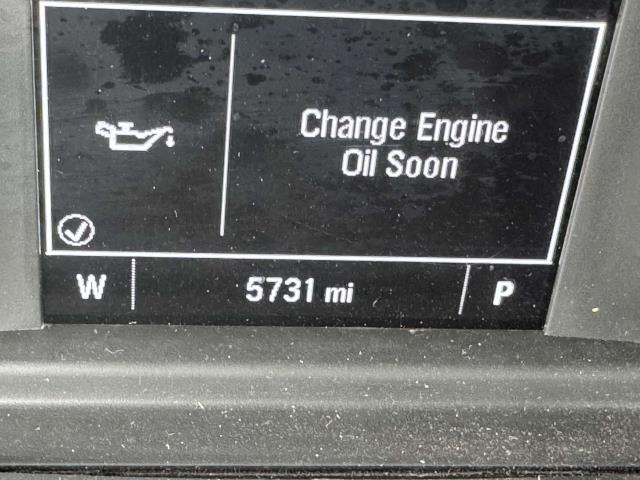 Change Engine
Oil Soon
W 5731 mi P